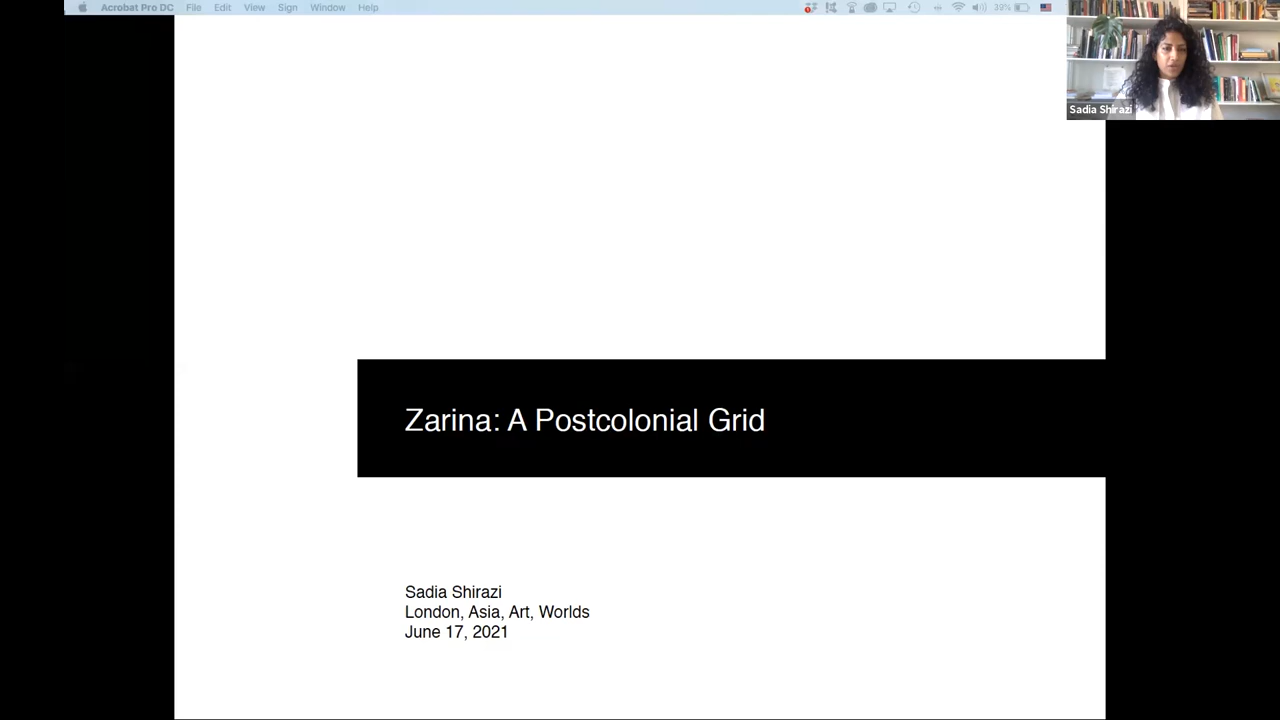 Acrobat Pro DC File Edit View Sign Window Help 39%
Sadia Shirazi
Zarina: A Postcolonial Grid
Sadia Shirazi
London, Asia, Art, Worlds
June 17, 2021